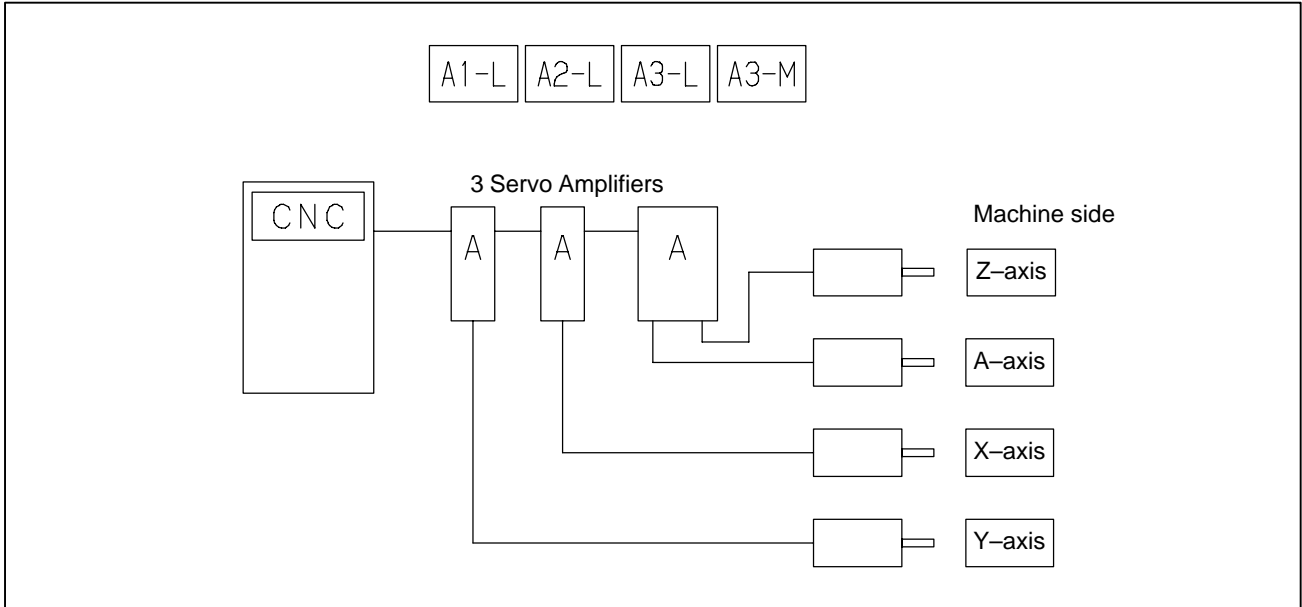 A1-L A2-L A3-L A3-M
3 Servo Amplifiers
CNC
A A A
Machine side
Z–axis
A–axis
X–axis
Y–axis